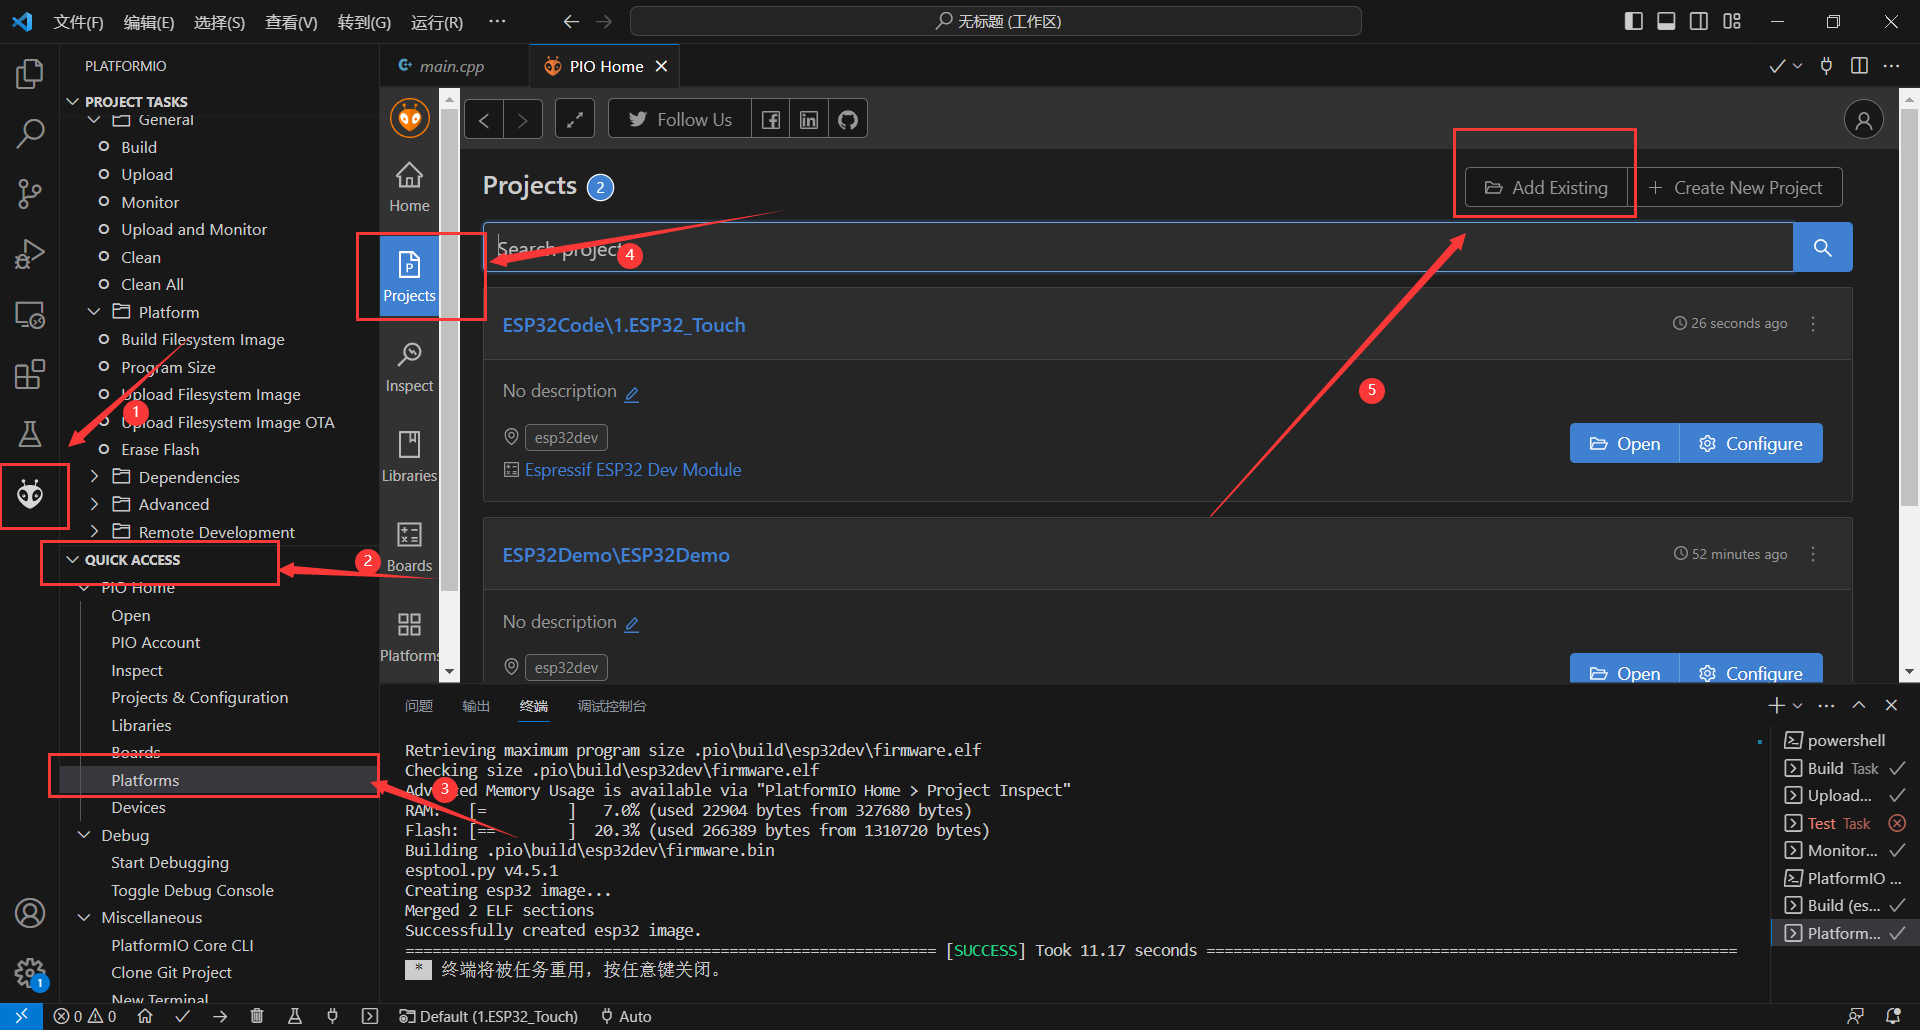 文件(F) 编辑(E) 选择(S) 查看(V) 转到(G) 运行(R) ··· 无标题 (工作区)
PLATFORMIO
PROJECT TASKS
General
Build
Upload
Monitor
Upload and Monitor
Clean
Clean All
Platform
Build Filesystem Image
Program Size
Upload Filesystem Image
Upload Filesystem Image OTA
Erase Flash
Dependencies
Advanced
Remote Development
1
QUICK ACCESS
2
PIO Home
Open
PIO Account
Inspect
Projects & Configuration
Libraries
Boards
Platforms
3
Devices
Debug
Start Debugging
Toggle Debug Console
Miscellaneous
PlatformIO Core CLI
Clone Git Project
New Terminal
1
main.cpp
PIO Home
Home
Projects
Inspect
Libraries
Boards
Platforms
Follow Us
Projects 2
Add Existing
Create New Project
Search project
4
5
ESP32Code\1.ESP32_Touch
26 seconds ago
No description
esp32dev
Espressif ESP32 Dev Module
Open
Configure
ESP32Demo\ESP32Demo
52 minutes ago
No description
esp32dev
Open
Configure
问题 输出 终端 调试控制台
Retrieving maximum program size .pio\build\esp32dev\firmware.elf
Checking size .pio\build\esp32dev\firmware.elf
Advanced Memory Usage is available via "PlatformIO Home > Project Inspect"
RAM: [= ] 7.0% (used 22904 bytes from 327680 bytes)
Flash: [== ] 20.3% (used 266389 bytes from 1310720 bytes)
Building .pio\build\esp32dev\firmware.bin
esptool.py v4.5.1
Creating esp32 image...
Merged 2 ELF sections
Successfully created esp32 image.
=========================================================== [SUCCESS] Took 11.17 seconds ===========================================================
* 终端将被任务重用，按任意键关闭。
powershell
Build Task
Upload...
Test Task
Monitor...
PlatformIO ...
Build (es...
Platform...
0 0 Default (1.ESP32_Touch) Auto